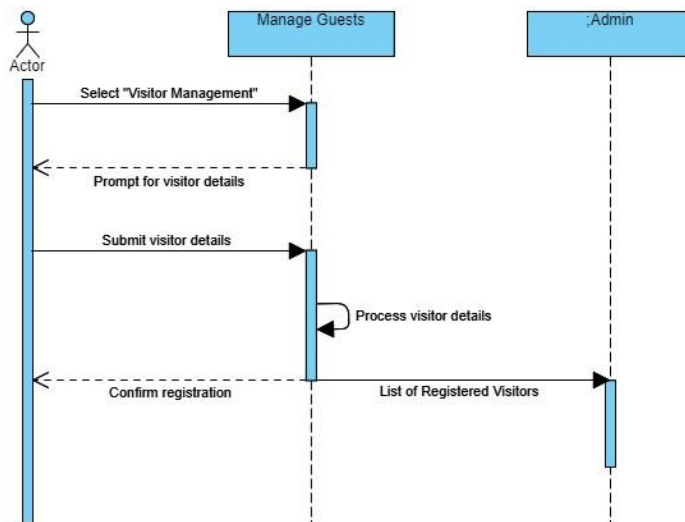 Manage Guests
;Admin
Actor
Select "Visitor Management"
Prompt for visitor details
Submit visitor details
Process visitor details
Confirm registration
List of Registered Visitors